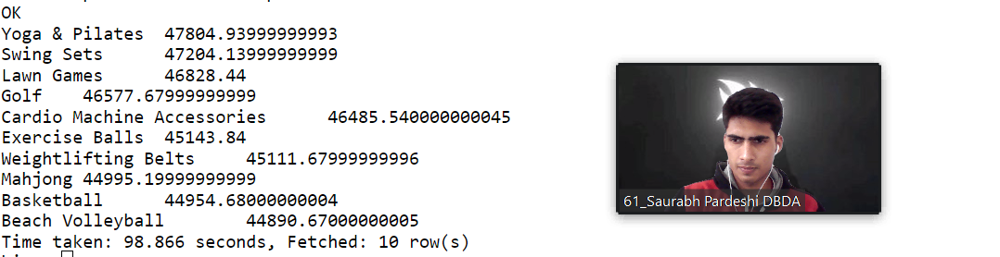 OK
Yoga & Pilates 47804.93999999993
Swing Sets 47204.13999999999
Lawn Games 46828.44
Golf 46577.67999999999
Cardio Machine Accessories 46485.540000000045
Exercise Balls 45143.84
Weightlifting Belts 45111.67999999996
Mahjong 44995.19999999999
Basketball 44954.68000000004
Beach Volleyball 44890.67000000005
Time taken: 98.866 seconds, Fetched: 10 row(s)
61_Saurabh Pardeshi DBDA